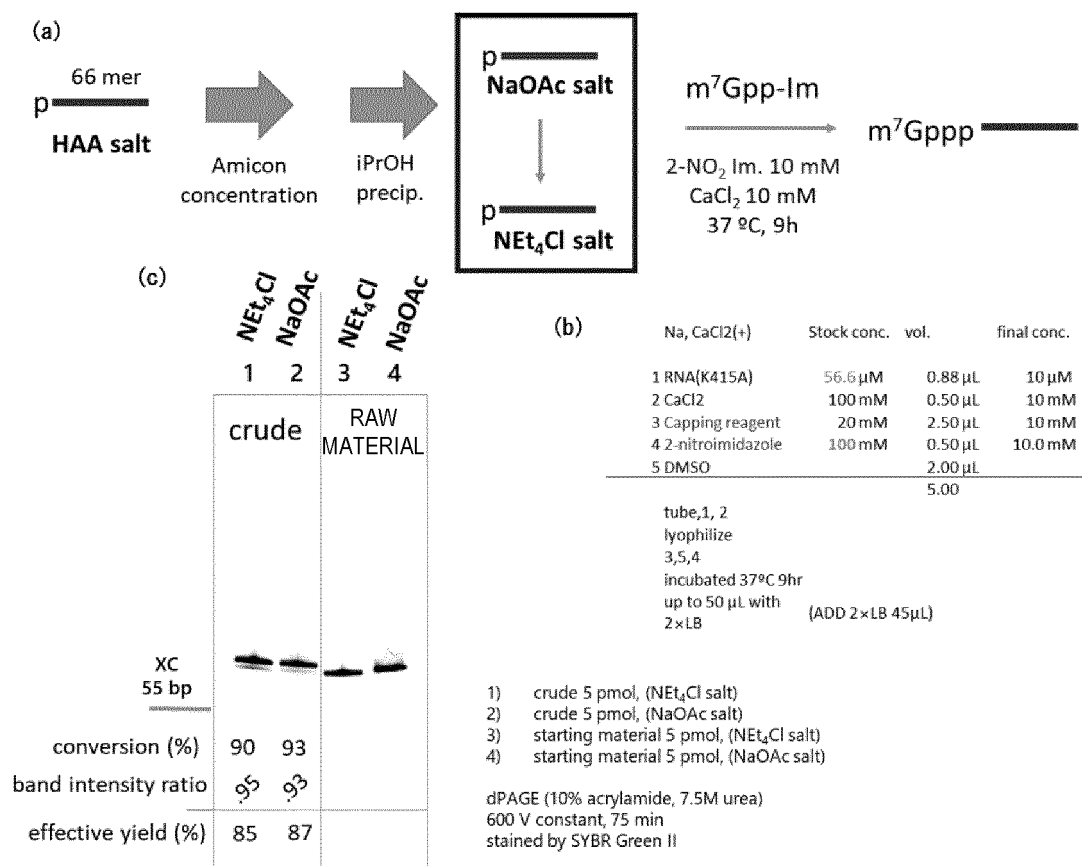 (a)
66 mer
p
HAA salt
Amicon
concentration
iPrOH
precip.
p
NaOAc salt
p
NEt₄Cl salt
m⁷Gpp-Im
2-NO₂ Im. 10 mM
CaCl₂ 10 mM
37 ºC, 9h
m⁷Gppp
(c)
NEt₄Cl
NaOAc
NEt₄Cl
NaOAc
1 2 3 4
crude
RAW
MATERIAL
XC
55 bp
conversion (%) 90 93
band intensity ratio .95 .93
effective yield (%) 85 87
(b)
Na, CaCl2(+) Stock conc. vol. final conc.
1 RNA(K415A) 56.6 µM 0.88 µL 10 µM
2 CaCl2 100 mM 0.50 µL 10 mM
3 Capping reagent 20 mM 2.50 µL 10 mM
4 2-nitroimidazole 100 mM 0.50 µL 10.0 mM
5 DMSO 2.00 µL
5.00
tube,1, 2
lyophilize
3,5,4
incubated 37ºC 9hr
up to 50 µL with
2×LB
(ADD 2×LB 45µL)
1) crude 5 pmol, (NEt₄Cl salt)
2) crude 5 pmol, (NaOAc salt)
3) starting material 5 pmol, (NEt₄Cl salt)
4) starting material 5 pmol, (NaOAc salt)
dPAGE (10% acrylamide, 7.5M urea)
600 V constant, 75 min
stained by SYBR Green II